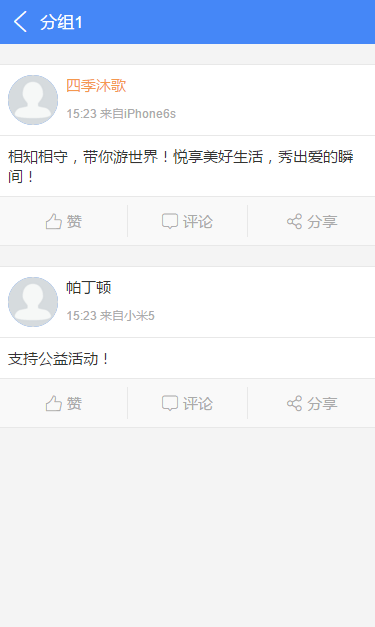 分组1
四季沐歌
15:23 来自iPhone6s
相知相守，带你游世界！悦享美好生活，秀出爱的瞬
间！
赞 评论 分享
帕丁顿
15:23 来自小米5
支持公益活动！
赞 评论 分享